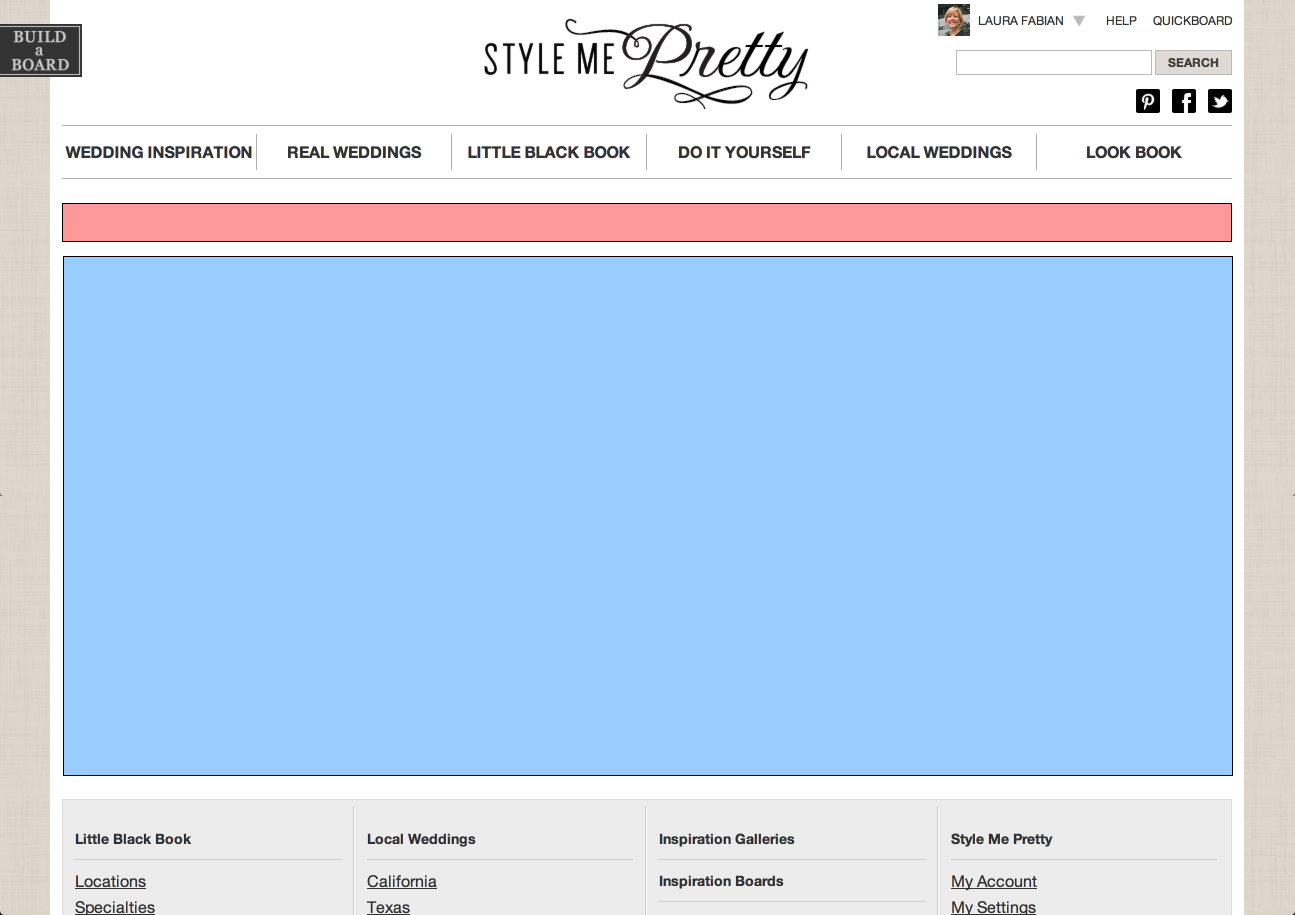 BUILD
a
BOARD
STYLE ME Pretty
LAURA FABIAN
HELP
QUICKBOARD
SEARCH
WEDDING INSPIRATION
REAL WEDDINGS
LITTLE BLACK BOOK
DO IT YOURSELF
LOCAL WEDDINGS
LOOK BOOK
Little Black Book
Locations
Specialties
Local Weddings
California
Texas
Inspiration Galleries
Inspiration Boards
Style Me Pretty
My Account
My Settings